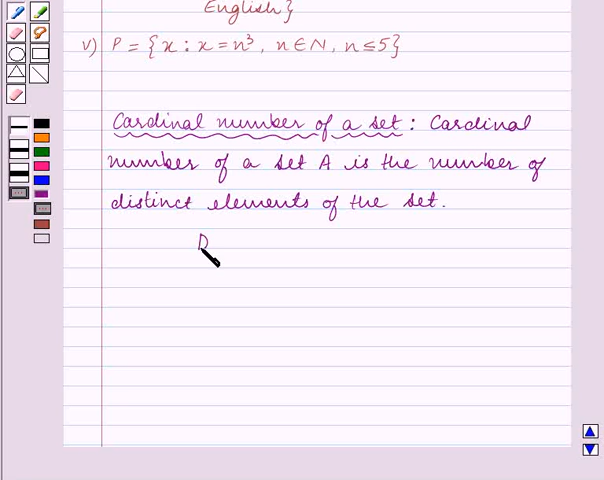 English}
v) P = {x : x = n³, n ∈ N, n ≤ 5}
Cardinal number of a set : Cardinal
number of a set A is the number of
distinct elements of the set.